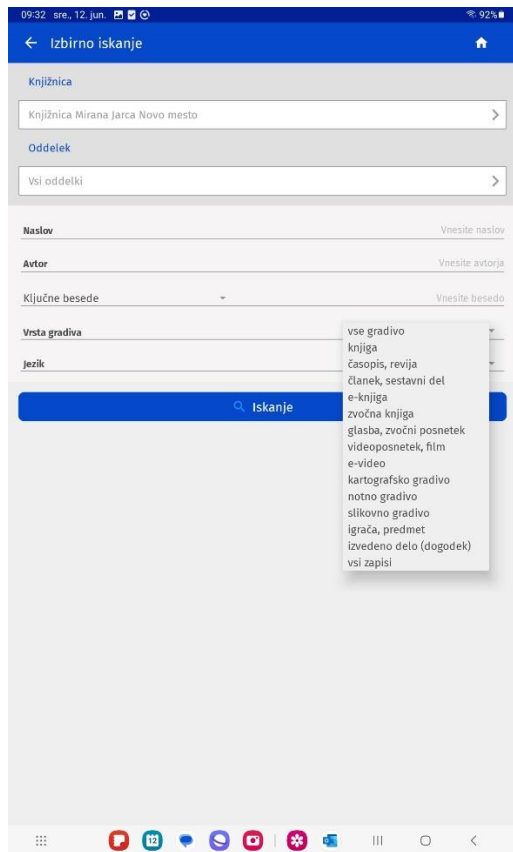 09:32 sre., 12. jun. 92%
Izbirno iskanje
Knjižnica
Knjižnica Mirana Jarca Novo mesto
Oddelek
Vsi oddelki
Naslov Vnesite naslov
Avtor Vnesite avtorja
Ključne besede Vnesite besedo
Vrsta gradiva
Jezik
Iskanje
vse gradivo
knjiga
časopis, revija
članek, sestavni del
e-knjiga
zvočna knjiga
glasba, zvočni posnetek
videoposnetek, film
e-video
kartografsko gradivo
notno gradivo
slikovno gradivo
igrača, predmet
izvedeno delo (dogodek)
vsi zapisi
12